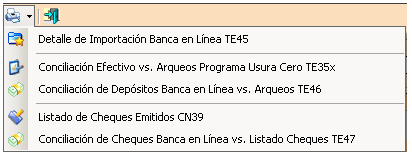 Detalle de Importación Banca en Línea TE45
Conciliación Efectivo vs. Arqueos Programa Usura Cero TE35x
Conciliación de Depósitos Banca en Línea vs. Arqueos TE46
Listado de Cheques Emitidos CN39
Conciliación de Cheques Banca en Línea vs. Listado Cheques TE47